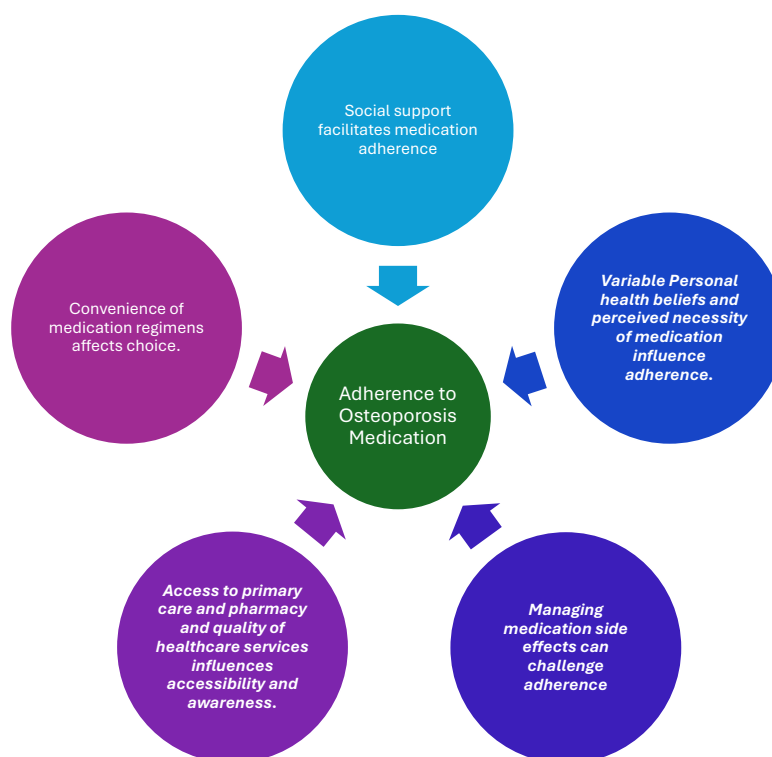 Social support
facilitates medication
adherence
Convenience of
medication regimens
affects choice.
Variable Personal
health beliefs and
perceived necessity
of medication
influence
adherence.
Adherence to
Osteoporosis
Medication
Access to primary
care and pharmacy
and quality of
healthcare services
influences
accessibility and
awareness.
Managing
medication side
effects can
challenge
adherence